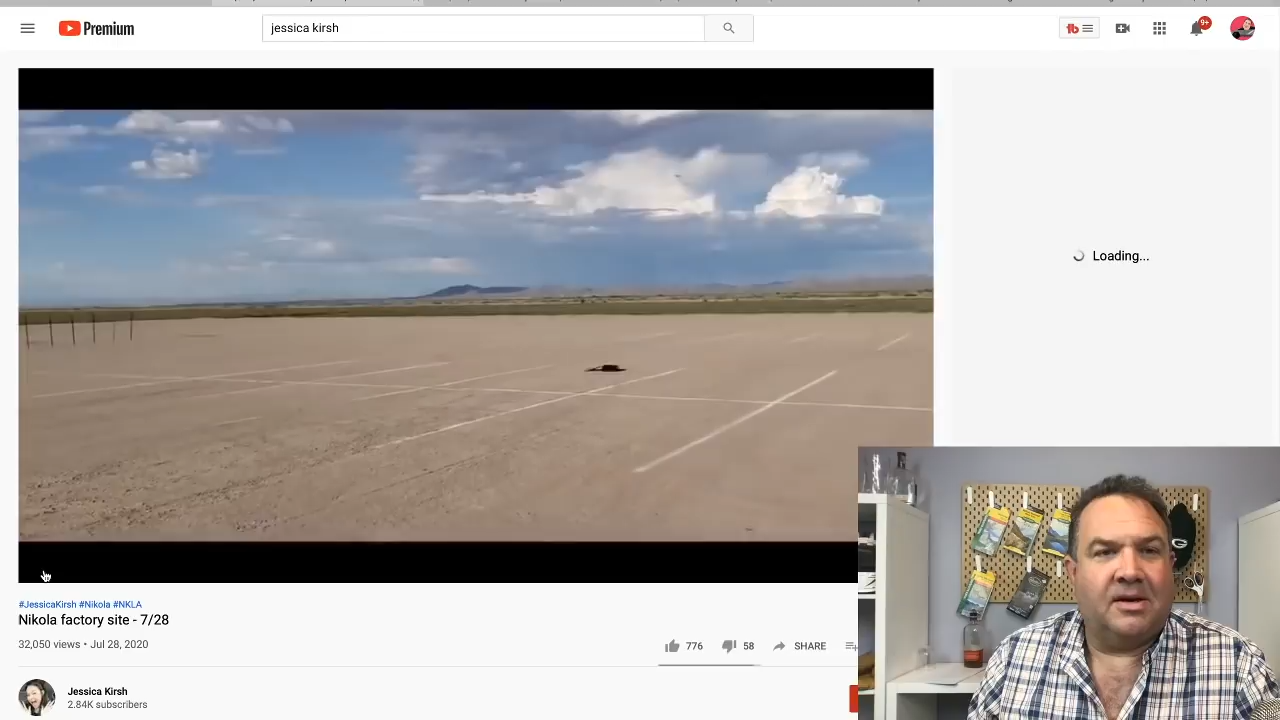 Premium
jessica kirsh
9+
Loading...
#JessicaKirsh #Nikola #NKLA
Nikola factory site - 7/28
32,050 views • Jul 28, 2020
776
58
SHARE
Jessica Kirsh
2.84K subscribers